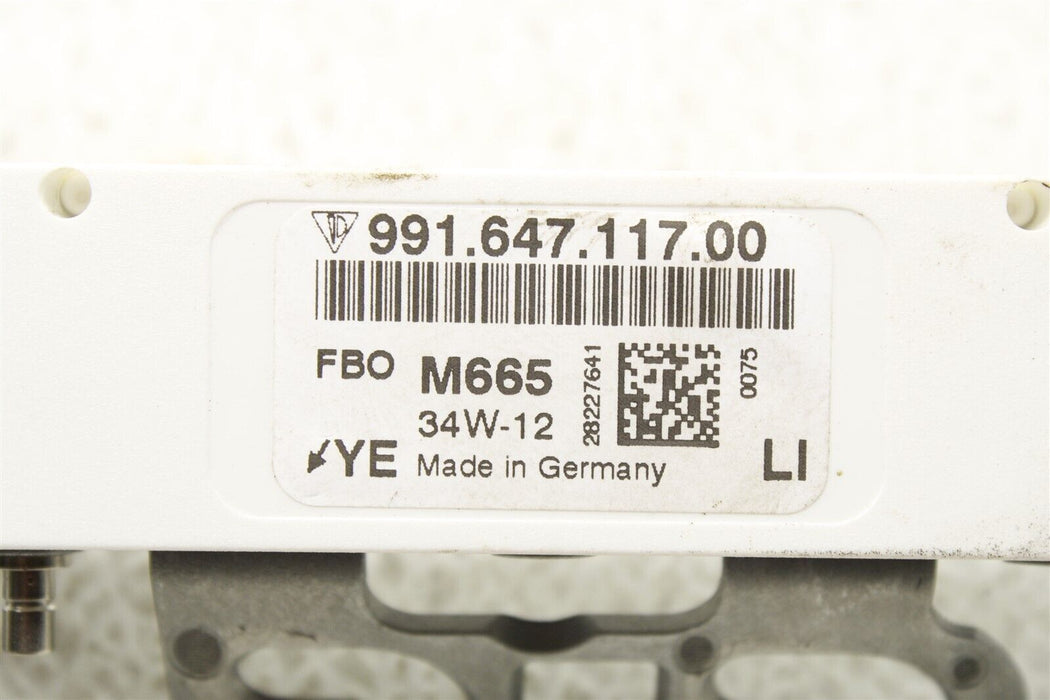 991.647.117.00
FBO M665
34W-12
YE Made in Germany
28227641
0075
LI